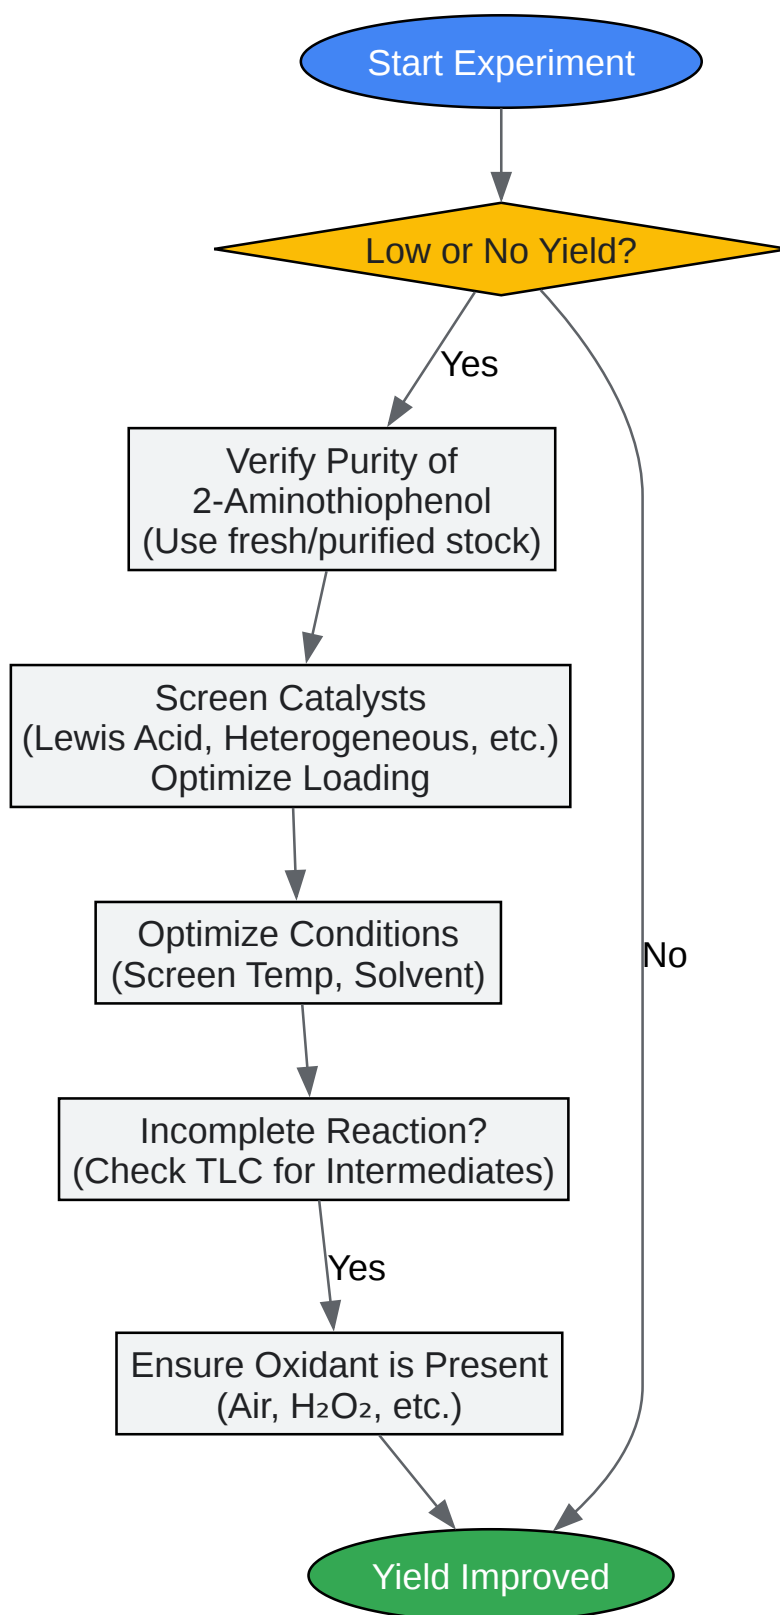 Start Experiment
Low or No Yield?
Yes
Verify Purity of
2-Aminothiophenol
(Use fresh/purified stock)
Screen Catalysts
(Lewis Acid, Heterogeneous, etc.)
Optimize Loading
Optimize Conditions
(Screen Temp, Solvent)
No
Incomplete Reaction?
(Check TLC for Intermediates)
Yes
Ensure Oxidant is Present
(Air, H₂O₂, etc.)
Yield Improved